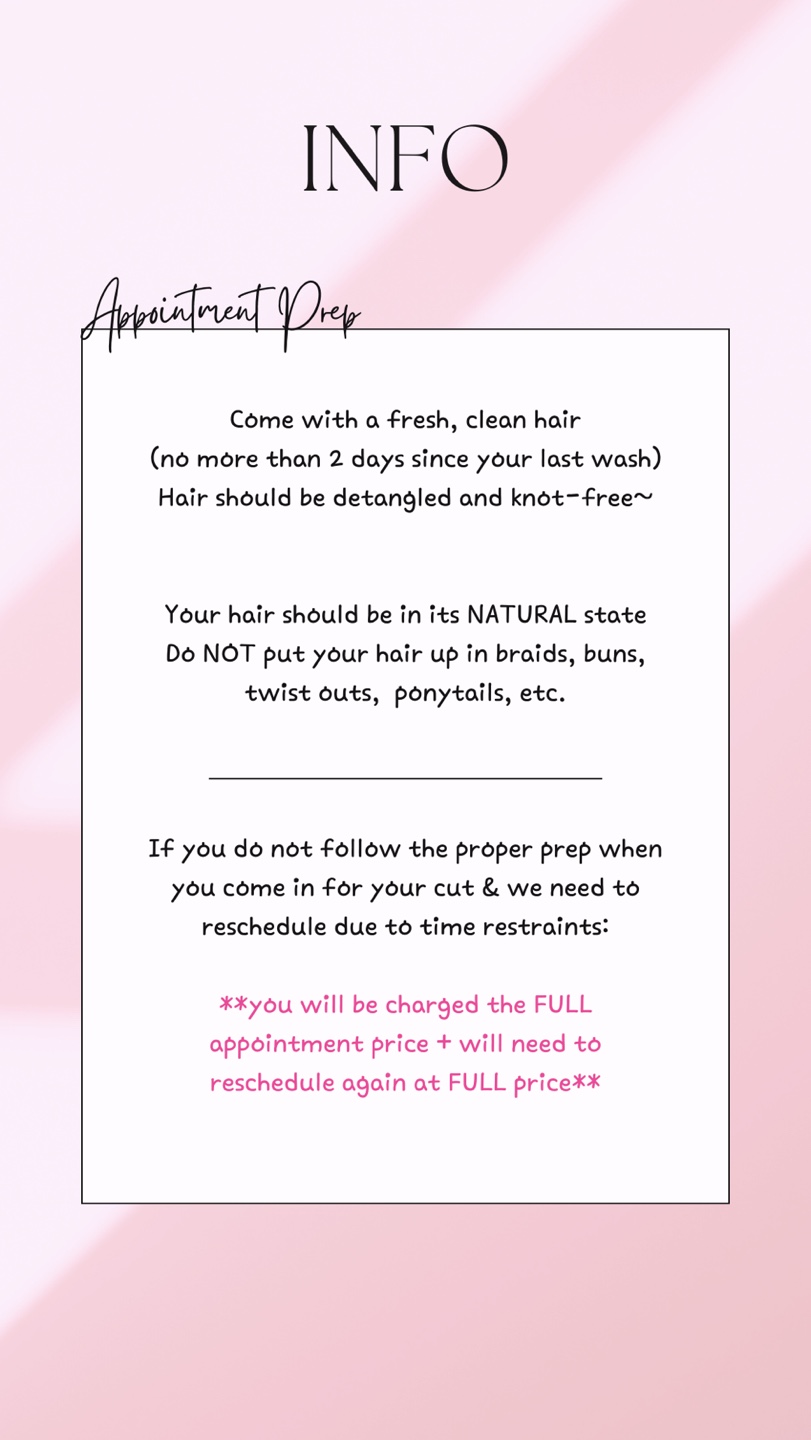 INFO
Appointment Prep
Come with a fresh, clean hair
(no more than 2 days since your last wash)
Hair should be detangled and knot-free~
Your hair should be in its NATURAL state
Do NOT put your hair up in braids, buns,
twist outs, ponytails, etc.
If you do not follow the proper prep when
you come in for your cut & we need to
reschedule due to time restraints:
**you will be charged the FULL
appointment price + will need to
reschedule again at FULL price**